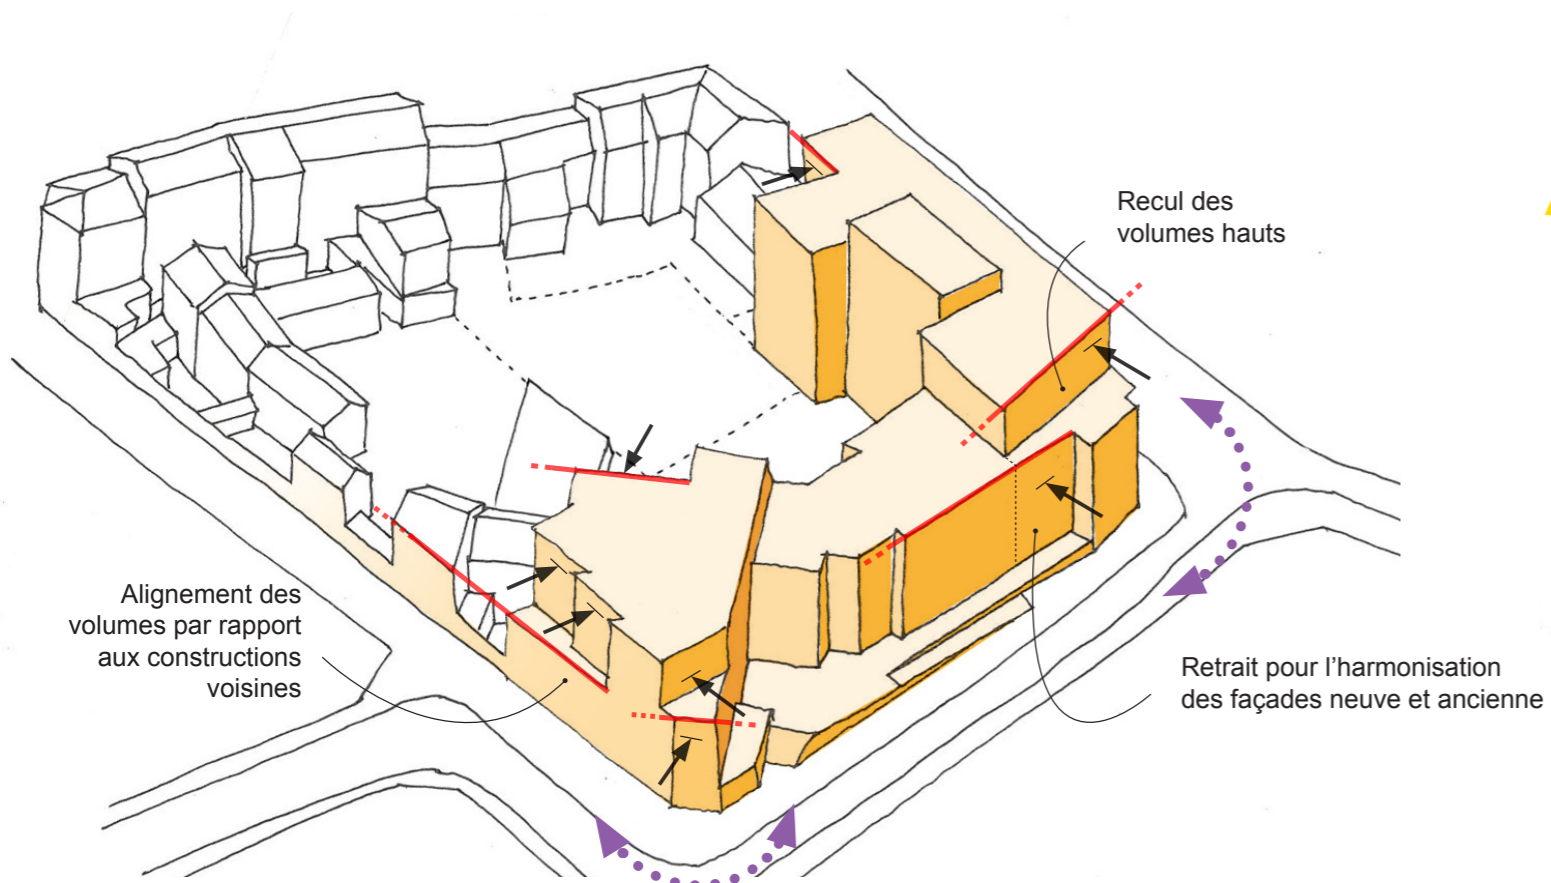 Recul des
volumes hauts
Alignement des
volumes par rapport
aux constructions
voisines
Retrait pour l’harmonisation
des façades neuve et ancienne